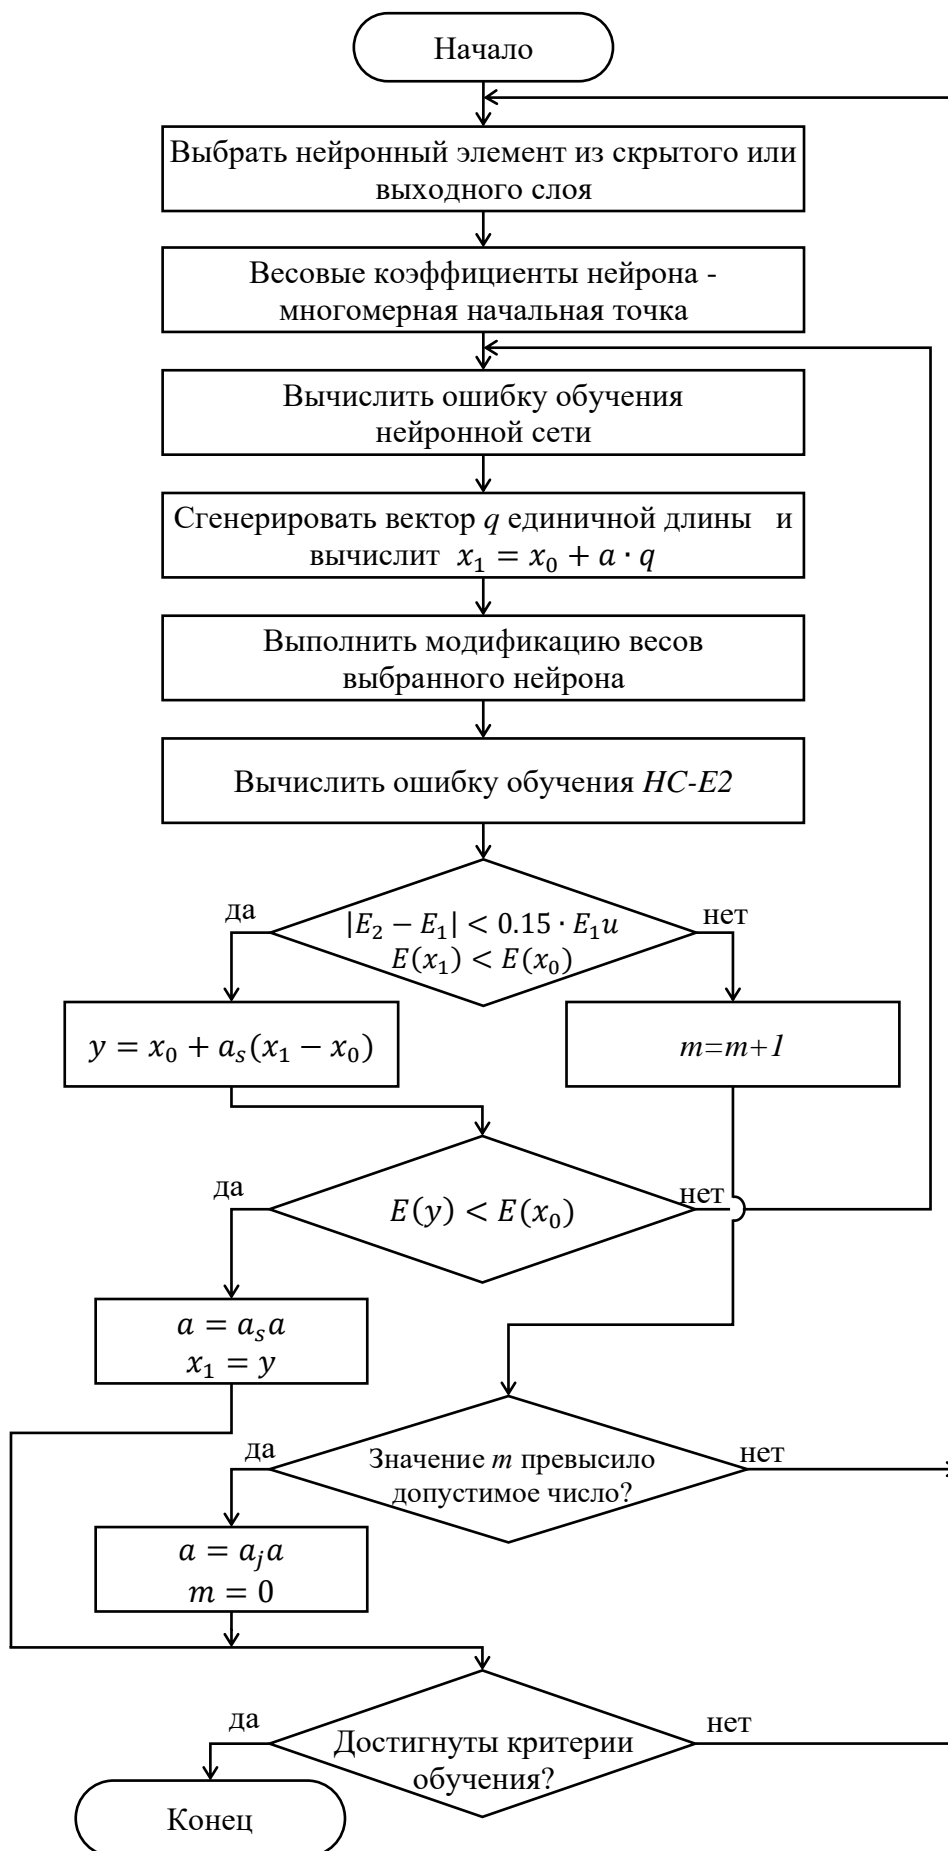 Начало
Выбрать нейронный элемент из скрытого или
выходного слоя
Весовые коэффициенты нейрона -
многомерная начальная точка
Вычислить ошибку обучения
нейронной сети
Сгенерировать вектор q единичной длины и
вычислит x₁ = x₀ + a · q
Выполнить модификацию весов
выбранного нейрона
Вычислить ошибку обучения НС-Е2
да
нет
|E₂ − E₁| < 0.15 · E₁u
E(x₁) < E(x₀)
y = x₀ + aₛ(x₁ − x₀)
m=m+1
да
нет
E(y) < E(x₀)
a = aₛa
x₁ = y
да
нет
Значение m превысило
допустимое число?
a = aⱼa
m = 0
да
нет
Достигнуты критерии
обучения?
Конец